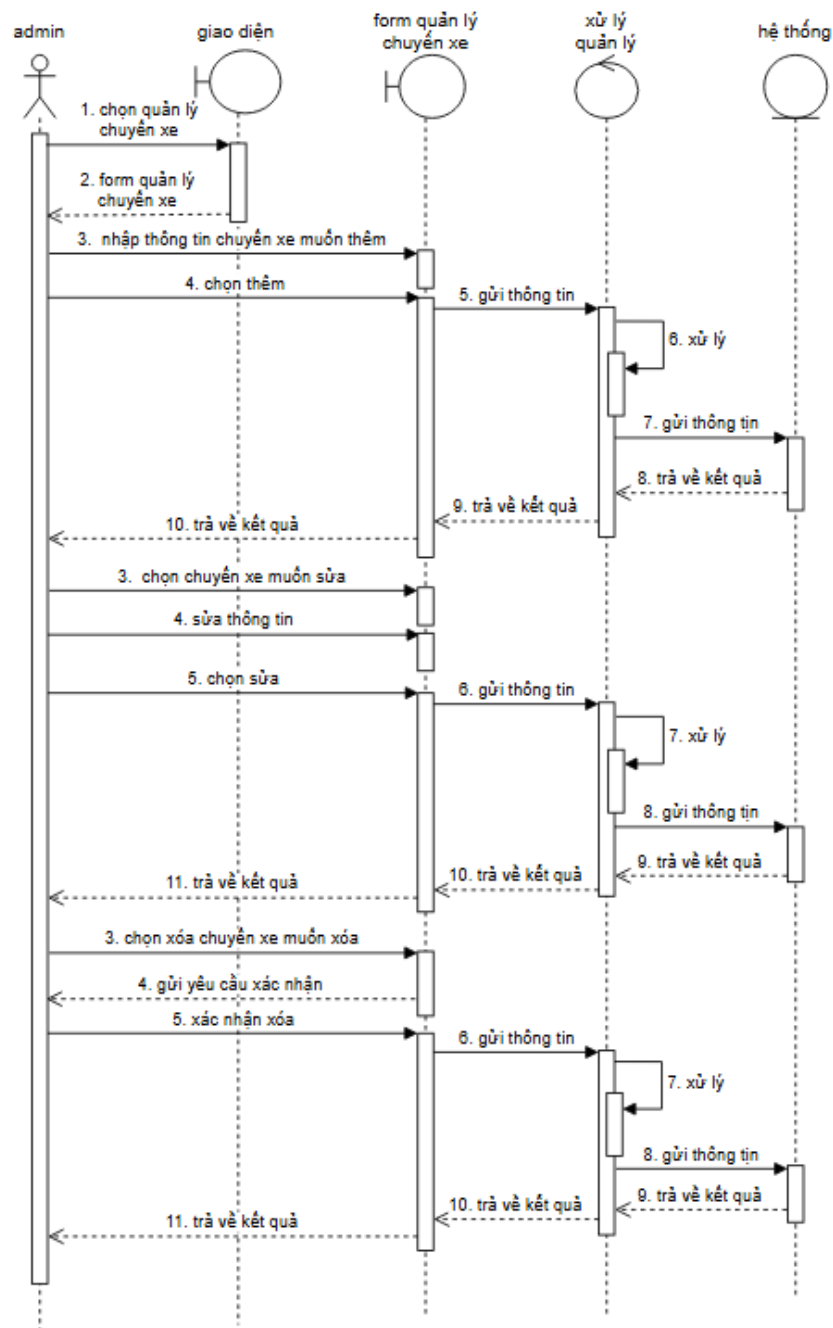 admin
giao diện
form quản lý
chuyến xe
xử lý
quản lý
hệ thống
1. chọn quản lý
chuyến xe
2. form quản lý
chuyến xe
3. nhập thông tin chuyến xe muốn thêm
4. chọn thêm
5. gửi thông tin
6. xử lý
7. gửi thông tin
8. trả về kết quả
9. trả về kết quả
10. trả về kết quả
3. chọn chuyến xe muốn sửa
4. sửa thông tin
5. chọn sửa
6. gửi thông tin
7. xử lý
8. gửi thông tin
9. trả về kết quả
10. trả về kết quả
11. trả về kết quả
3. chọn xóa chuyến xe muốn xóa
4. gửi yêu cầu xác nhận
5. xác nhận xóa
6. gửi thông tin
7. xử lý
8. gửi thông tin
9. trả về kết quả
10. trả về kết quả
11. trả về kết quả